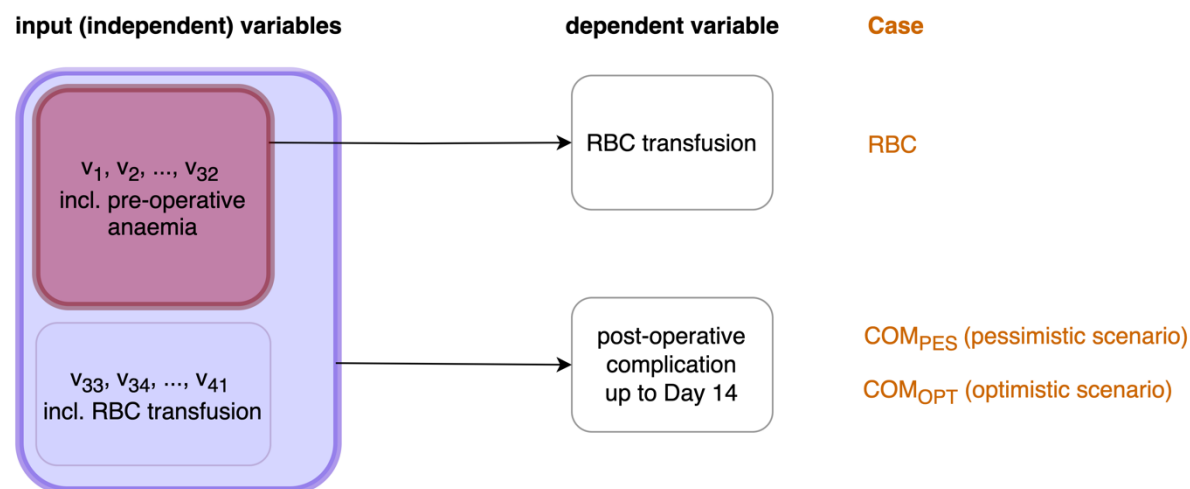 input (independent) variables
dependent variable
Case
v1, v2, ..., v32
incl. pre-operative
anaemia
RBC transfusion
RBC
v33, v34, ..., v41
incl. RBC transfusion
post-operative
complication
up to Day 14
COMPES (pessimistic scenario)
COMOPT (optimistic scenario)